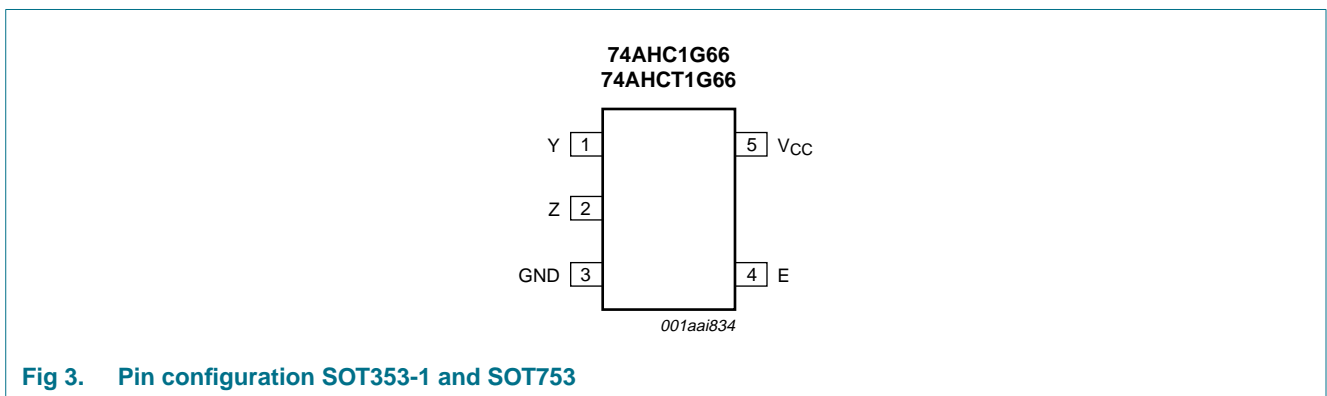 74AHC1G66
74AHCT1G66
Y 1
5 VCC
Z 2
GND 3
4 E
001aai834
Fig 3. Pin configuration SOT353-1 and SOT753